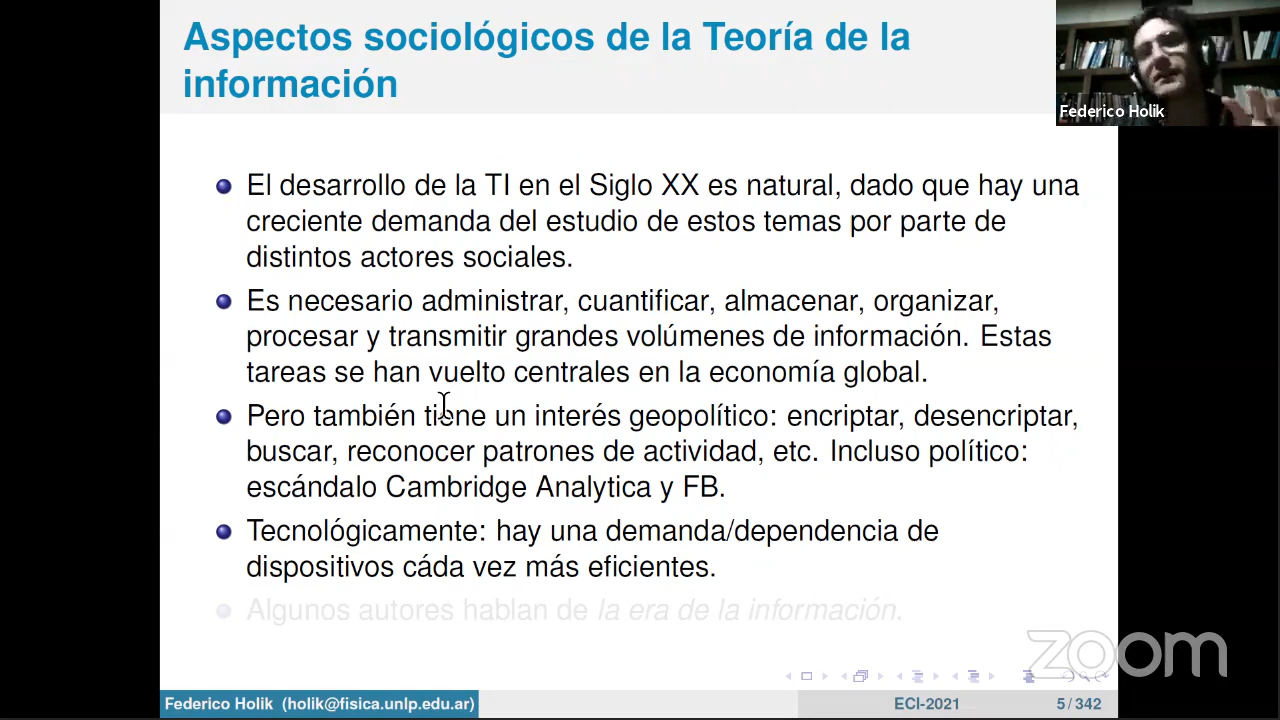 Aspectos sociológicos de la Teoría de la
información
Federico Holik
El desarrollo de la TI en el Siglo XX es natural, dado que hay una
creciente demanda del estudio de estos temas por parte de
distintos actores sociales.
Es necesario administrar, cuantificar, almacenar, organizar,
procesar y transmitir grandes volúmenes de información. Estas
tareas se han vuelto centrales en la economía global.
Pero también tiene un interés geopolítico: encriptar, desencriptar,
buscar, reconocer patrones de actividad, etc. Incluso político:
escándalo Cambridge Analytica y FB.
Tecnológicamente: hay una demanda/dependencia de
dispositivos cáda vez más eficientes.
Algunos autores hablan de la era de la información.
zoom
Federico Holik (holik@fisica.unlp.edu.ar) ECI-2021 5/342